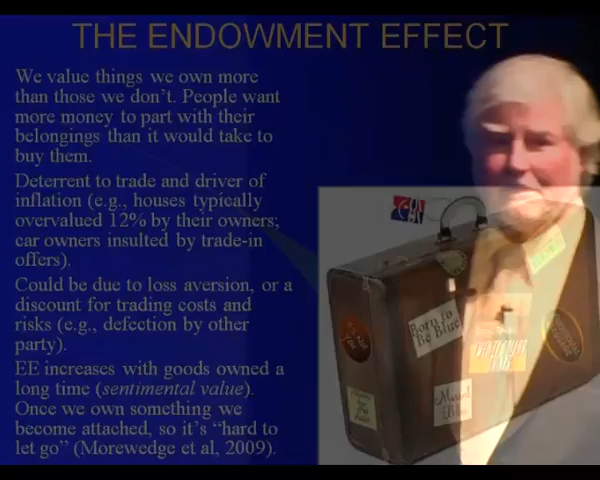 THE ENDOWMENT EFFECT
We value things we own more
than those we don't. People want
more money to part with their
belongings than it would take to
buy them.
Deterrent to trade and driver of
inflation (e.g., houses typically
overvalued 12% by their owners;
car owners insulted by trade-in
offers).
Could be due to loss aversion, or a
discount for trading costs and
risks (e.g., defection by other
party).
EE increases with goods owned a
long time (sentimental value).
Once we own something we
become attached, so it's "hard to
let go" (Morewedge et al, 2009).
Born to
Be Blue